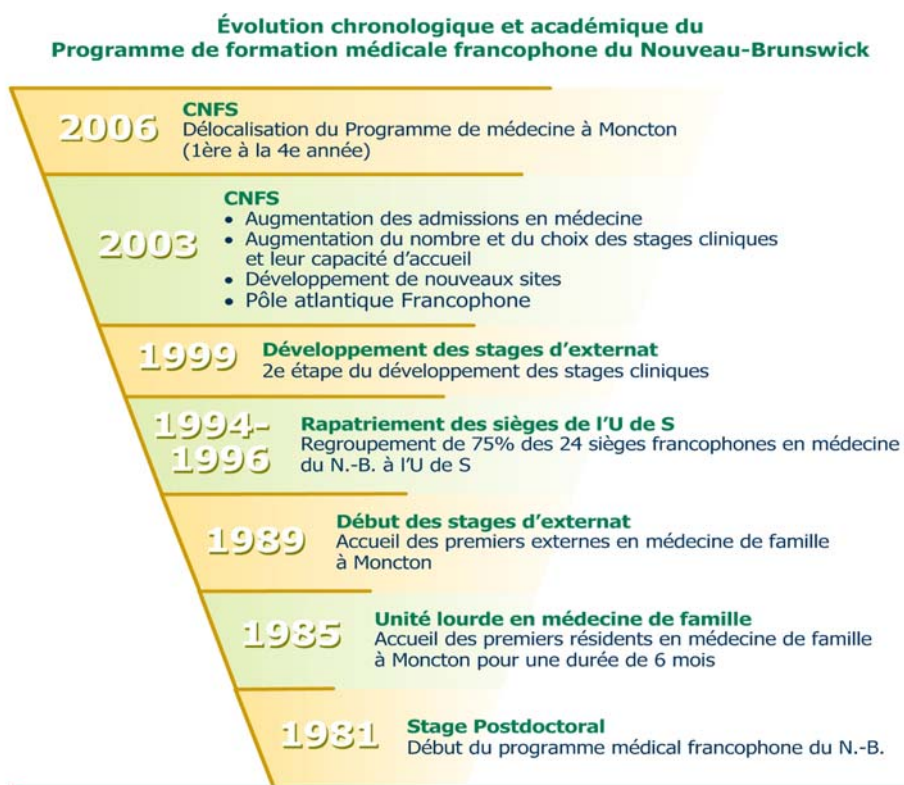 Évolution chronologique et académique du
Programme de formation médicale francophone du Nouveau-Brunswick
2006
CNFS
Délocalisation du Programme de médecine à Moncton
(1ère à la 4e année)
2003
CNFS
• Augmentation des admissions en médecine
• Augmentation du nombre et du choix des stages cliniques
et leur capacité d'accueil
• Développement de nouveaux sites
• Pôle atlantique Francophone
1999
Développement des stages d'externat
2e étape du développement des stages cliniques
1994-
1996
Rapatriement des sièges de l'U de S
Regroupement de 75% des 24 sièges francophones en médecine
du N.-B. à l'U de S
1989
Début des stages d'externat
Accueil des premiers externes en médecine de famille
à Moncton
1985
Unité lourde en médecine de famille
Accueil des premiers résidents en médecine de famille
à Moncton pour une durée de 6 mois
1981
Stage Postdoctoral
Début du programme médical francophone du N.-B.